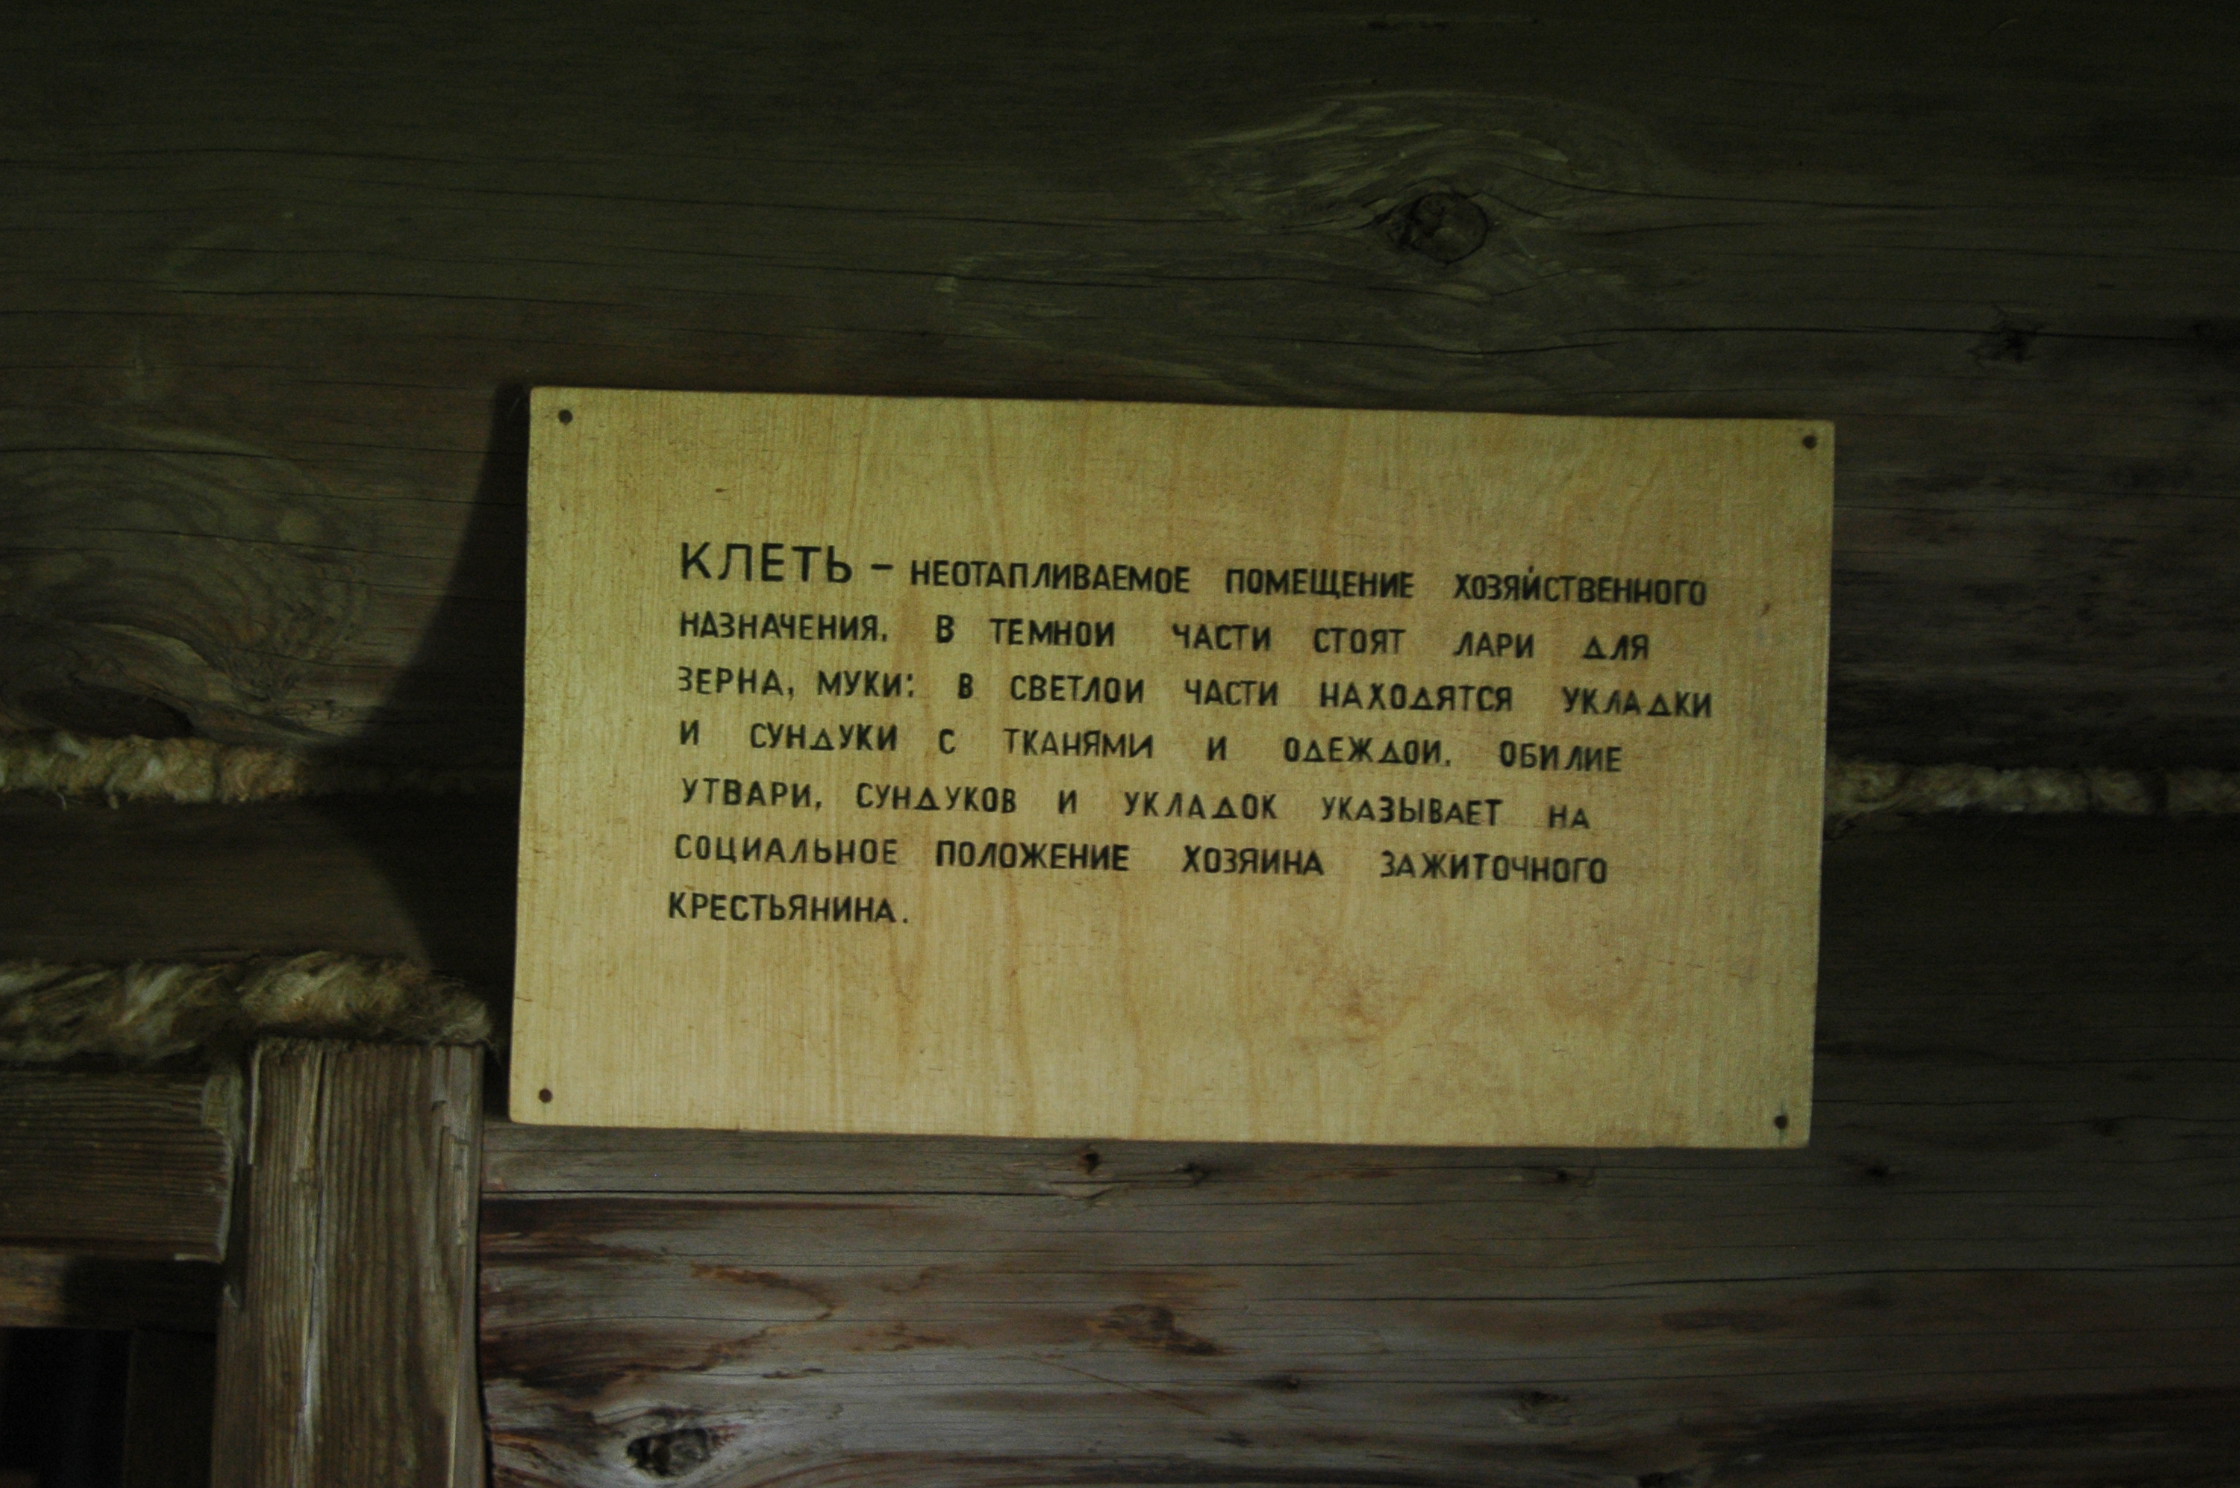 КЛЕТЬ – НЕОТАПЛИВАЕМОЕ ПОМЕЩЕНИЕ ХОЗЯЙСТВЕННОГО
НАЗНАЧЕНИЯ. В ТЕМНОИ ЧАСТИ СТОЯТ ЛАРИ ДЛЯ
ЗЕРНА, МУКИ: В СВЕТЛОИ ЧАСТИ НАХОДЯТСЯ УКЛАДКИ
И СУНДУКИ С ТКАНЯМИ И ОДЕЖДОИ. ОБИЛИЕ
УТВАРИ, СУНДУКОВ И УКЛАДОК УКАЗЫВАЕТ НА
СОЦИАЛЬНОЕ ПОЛОЖЕНИЕ ХОЗЯИНА ЗАЖИТОЧНОГО
КРЕСТЬЯНИНА.